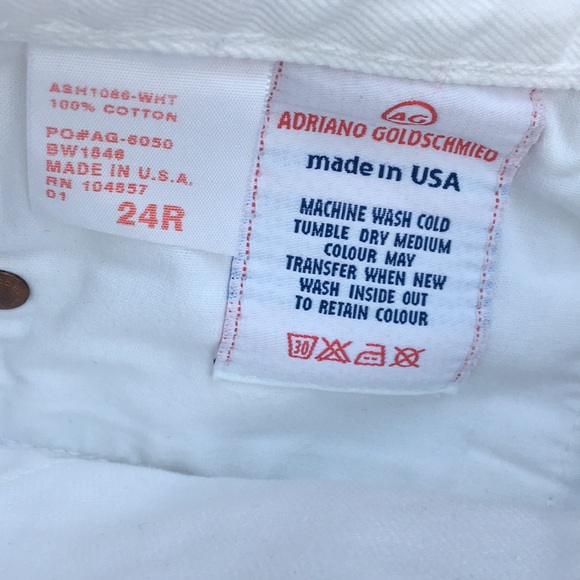 ASH1086-WHT
100% COTTON
PO#AG-6050
BW1846
MADE IN U.S.A.
RN 104857
01
24R
AG
ADRIANO GOLDSCHMIED
made in USA
MACHINE WASH COLD
TUMBLE DRY MEDIUM
COLOUR MAY
TRANSFER WHEN NEW
WASH INSIDE OUT
TO RETAIN COLOUR
30